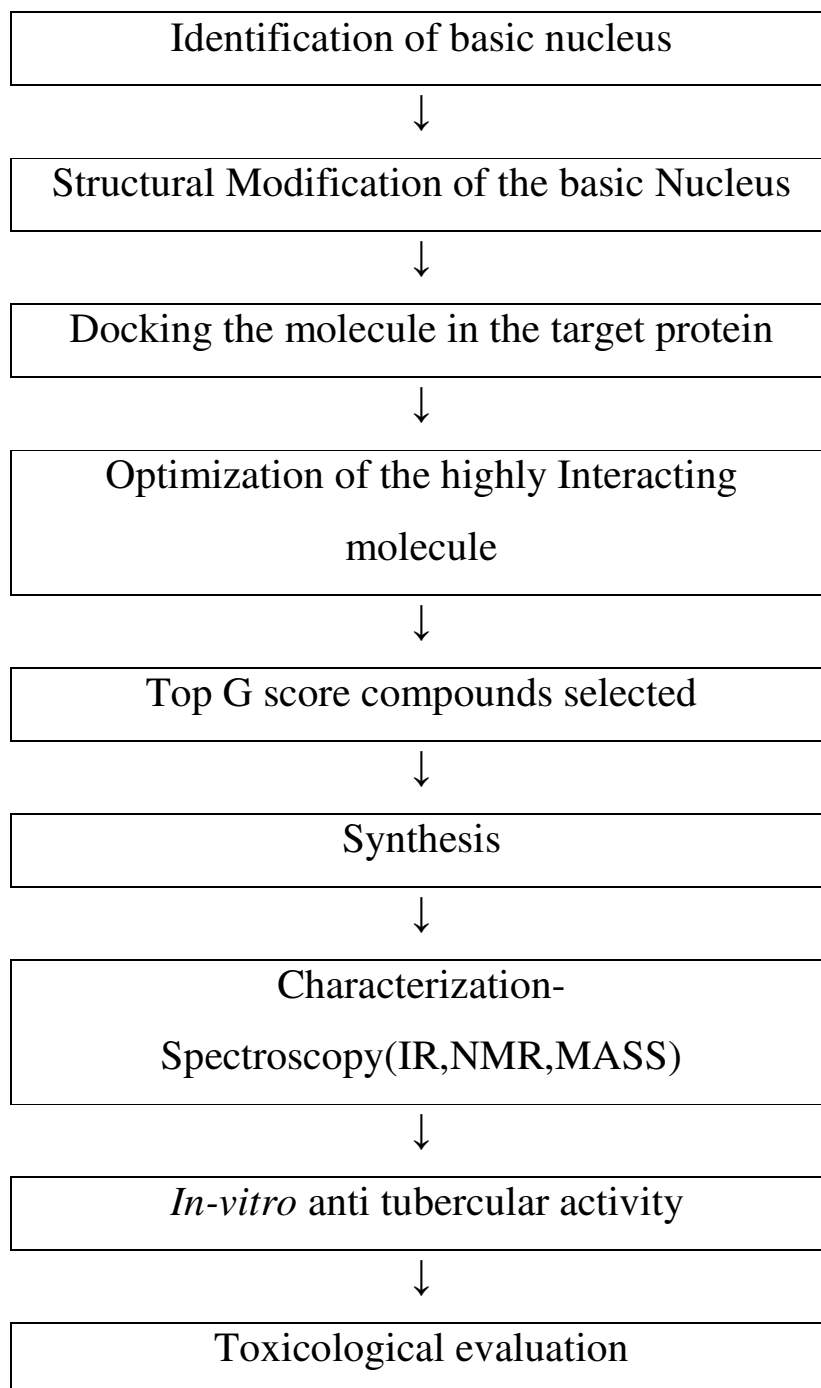 Identification of basic nucleus
↓
Structural Modification of the basic Nucleus
↓
Docking the molecule in the target protein
↓
Optimization of the highly Interacting
molecule
↓
Top G score compounds selected
↓
Synthesis
↓
Characterization-
Spectroscopy(IR,NMR,MASS)
↓
In-vitro anti tubercular activity
↓
Toxicological evaluation